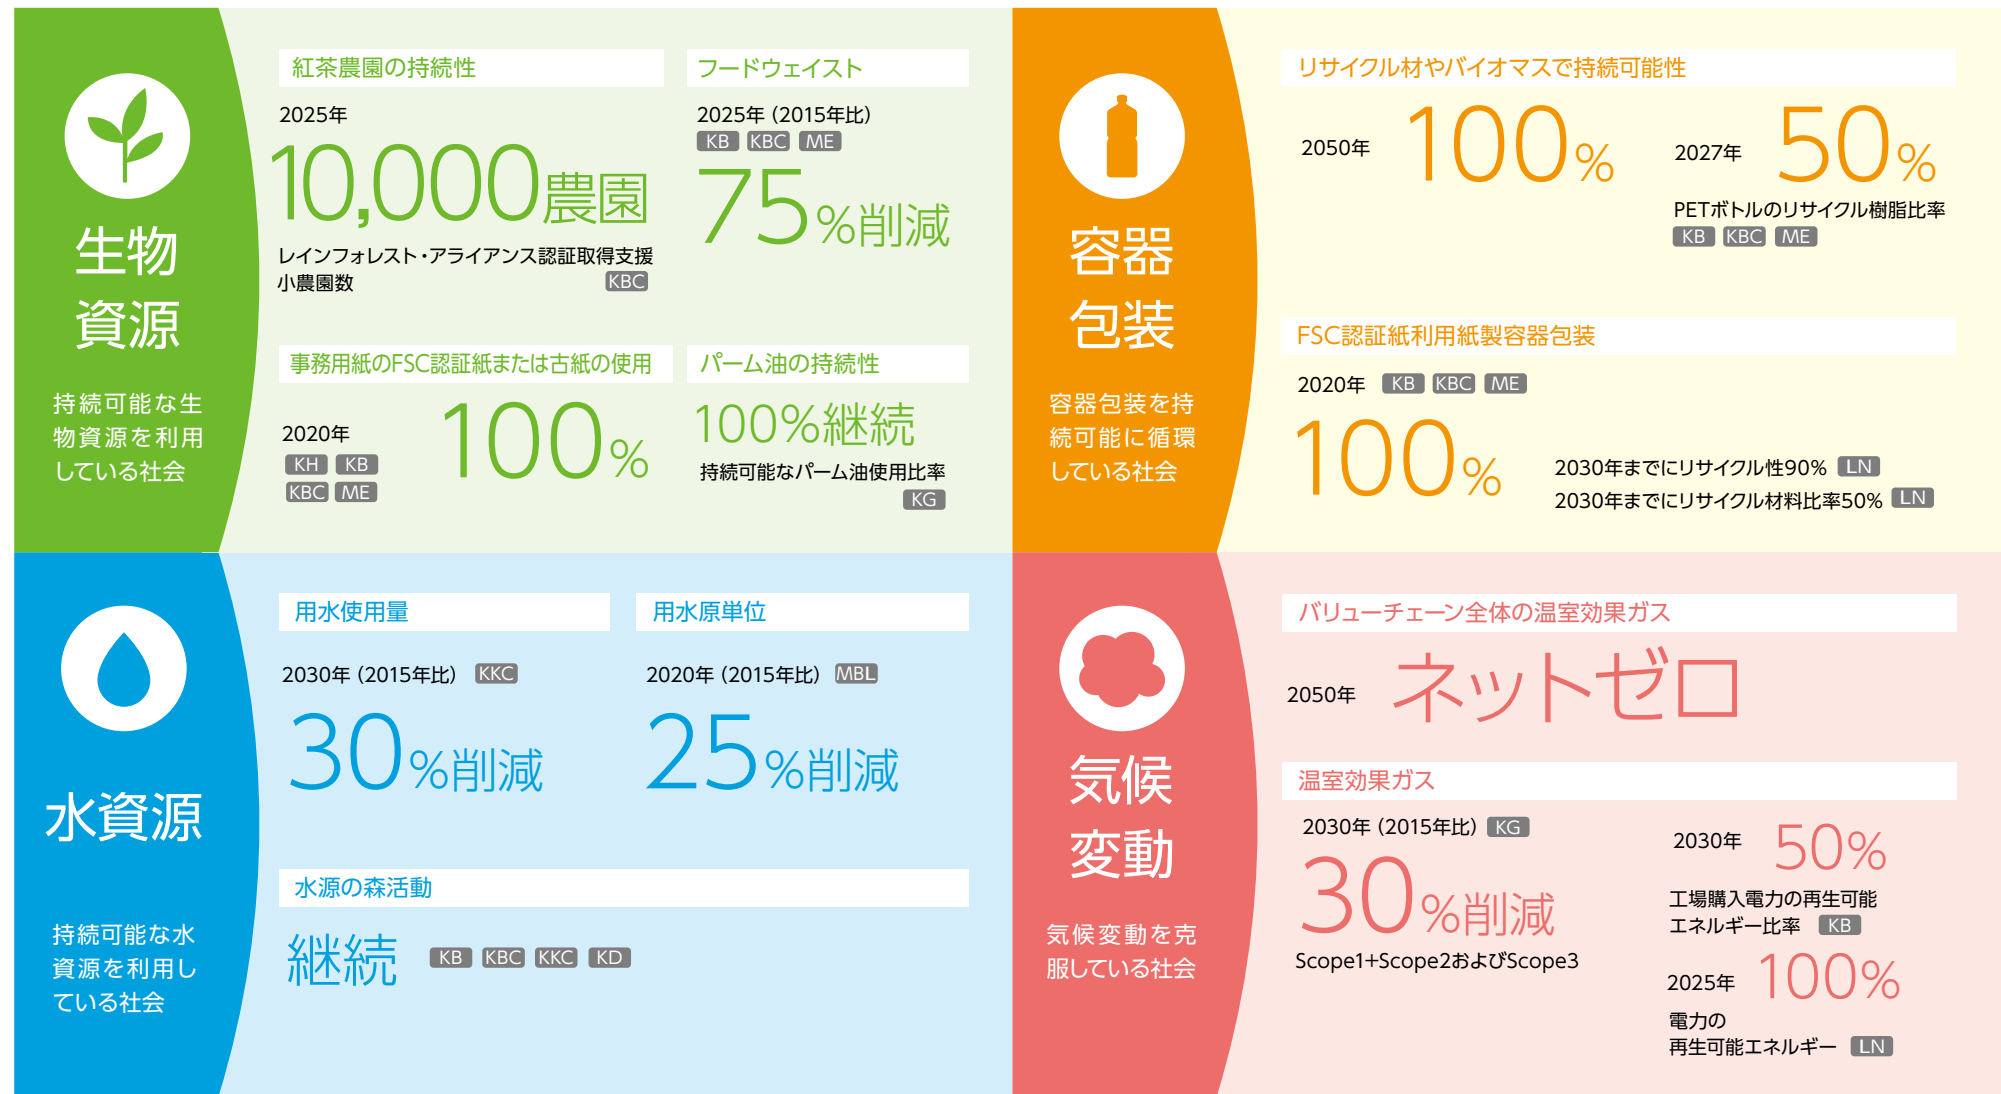 生物
資源
持続可能な生
物資源を利用
している社会
紅茶農園の持続性
2025年
10,000農園
レインフォレスト・アライアンス認証取得支援
小農園数 KBC
フードウェイスト
2025年（2015年比）
KB KBC ME
75%削減
事務用紙のFSC認証紙または古紙の使用
2020年
KH KB
KBC ME
100%
パーム油の持続性
100%継続
持続可能なパーム油使用比率
KG
容器
包装
容器包装を持
続可能に循環
している社会
リサイクル材やバイオマスで持続可能性
2050年 100%
2027年 50%
PETボトルのリサイクル樹脂比率
KB KBC ME
FSC認証紙利用紙製容器包装
2020年 KB KBC ME
100%
2030年までにリサイクル性90% LN
2030年までにリサイクル材料比率50% LN
水資源
持続可能な水
資源を利用し
ている社会
用水使用量
2030年（2015年比） KKC
30%削減
用水原単位
2020年（2015年比） MBL
25%削減
水源の森活動
継続 KB KBC KKC KD
気候
変動
気候変動を克
服している社会
バリューチェーン全体の温室効果ガス
2050年 ネットゼロ
温室効果ガス
2030年（2015年比） KG
30%削減
Scope1+Scope2およびScope3
2030年 50%
工場購入電力の再生可能
エネルギー比率 KB
2025年 100%
電力の
再生可能エネルギー LN